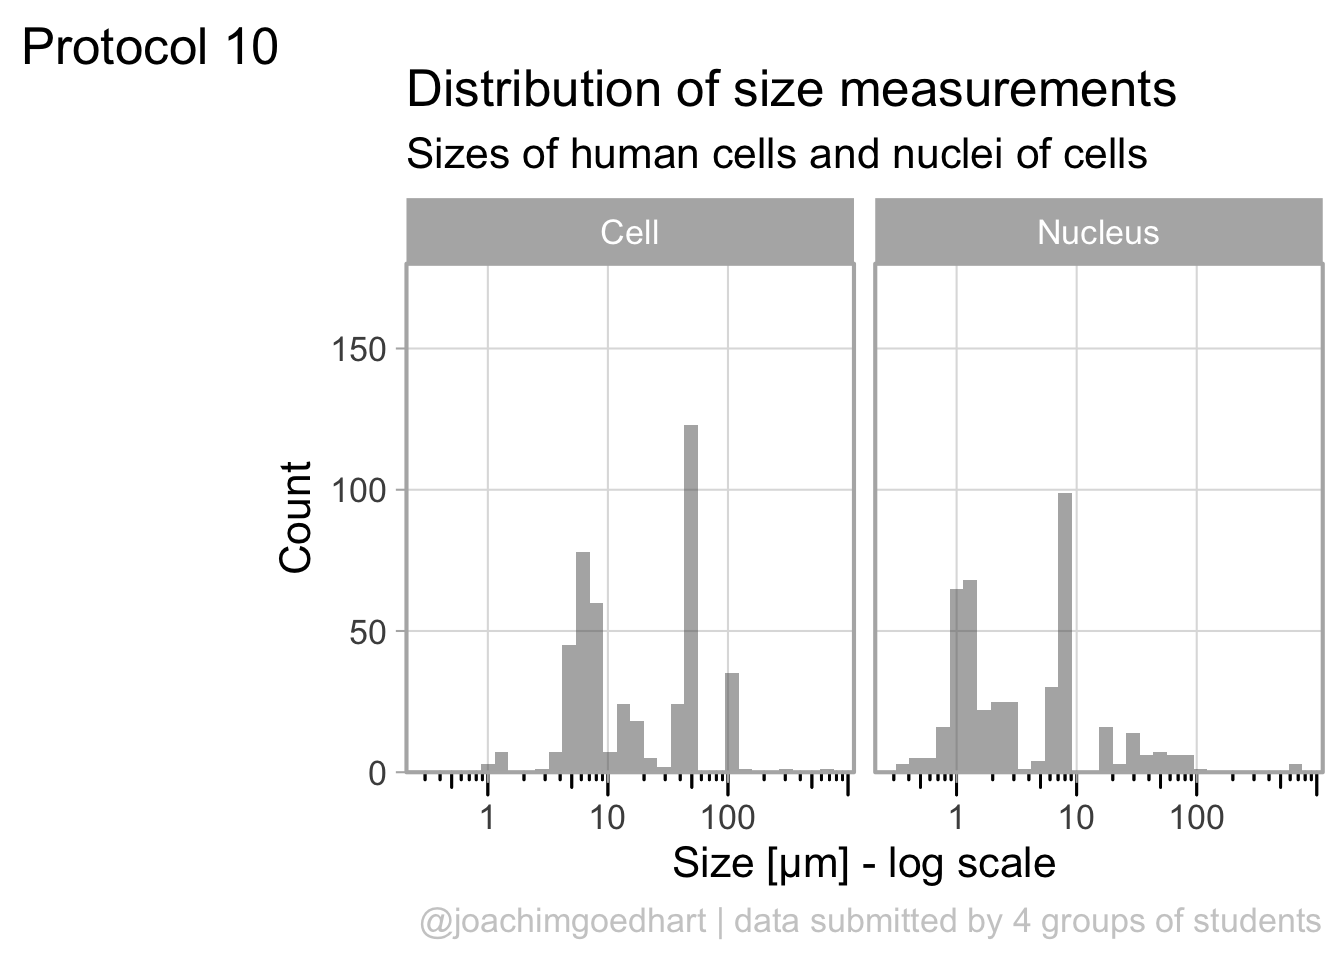 Protocol 10
Distribution of size measurements
Sizes of human cells and nuclei of cells
Cell Nucleus
150
100
50
0
Count
1 10 100 1 10 100
Size [µm] - log scale
@joachimgoedhart | data submitted by 4 groups of students